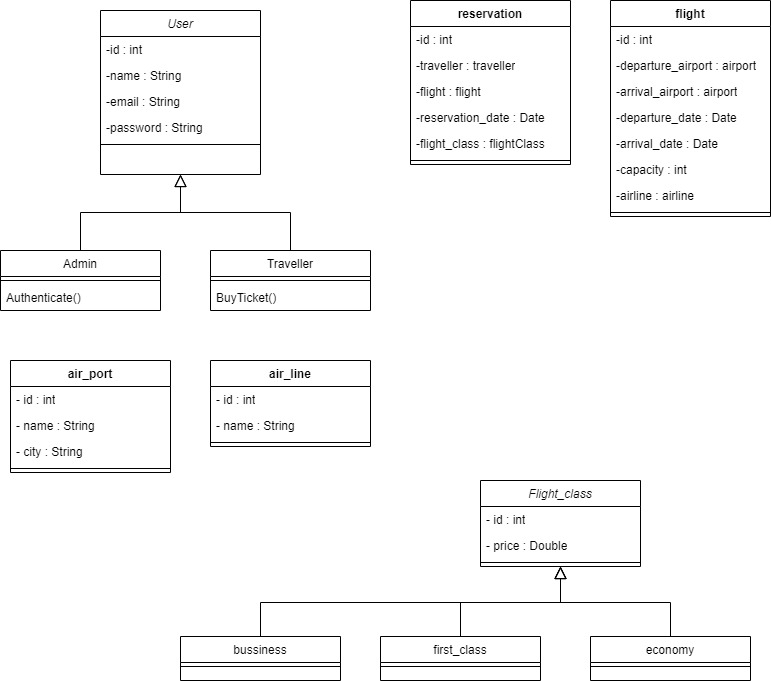 User
-id : int
-name : String
-email : String
-password : String
reservation
-id : int
-traveller : traveller
-flight : flight
-reservation_date : Date
-flight_class : flightClass
flight
-id : int
-departure_airport : airport
-arrival_airport : airport
-departure_date : Date
-arrival_date : Date
-capacity : int
-airline : airline
Admin
Authenticate()
Traveller
BuyTicket()
air_port
- id : int
- name : String
- city : String
air_line
- id : int
- name : String
Flight_class
- id : int
- price : Double
bussiness
first_class
economy